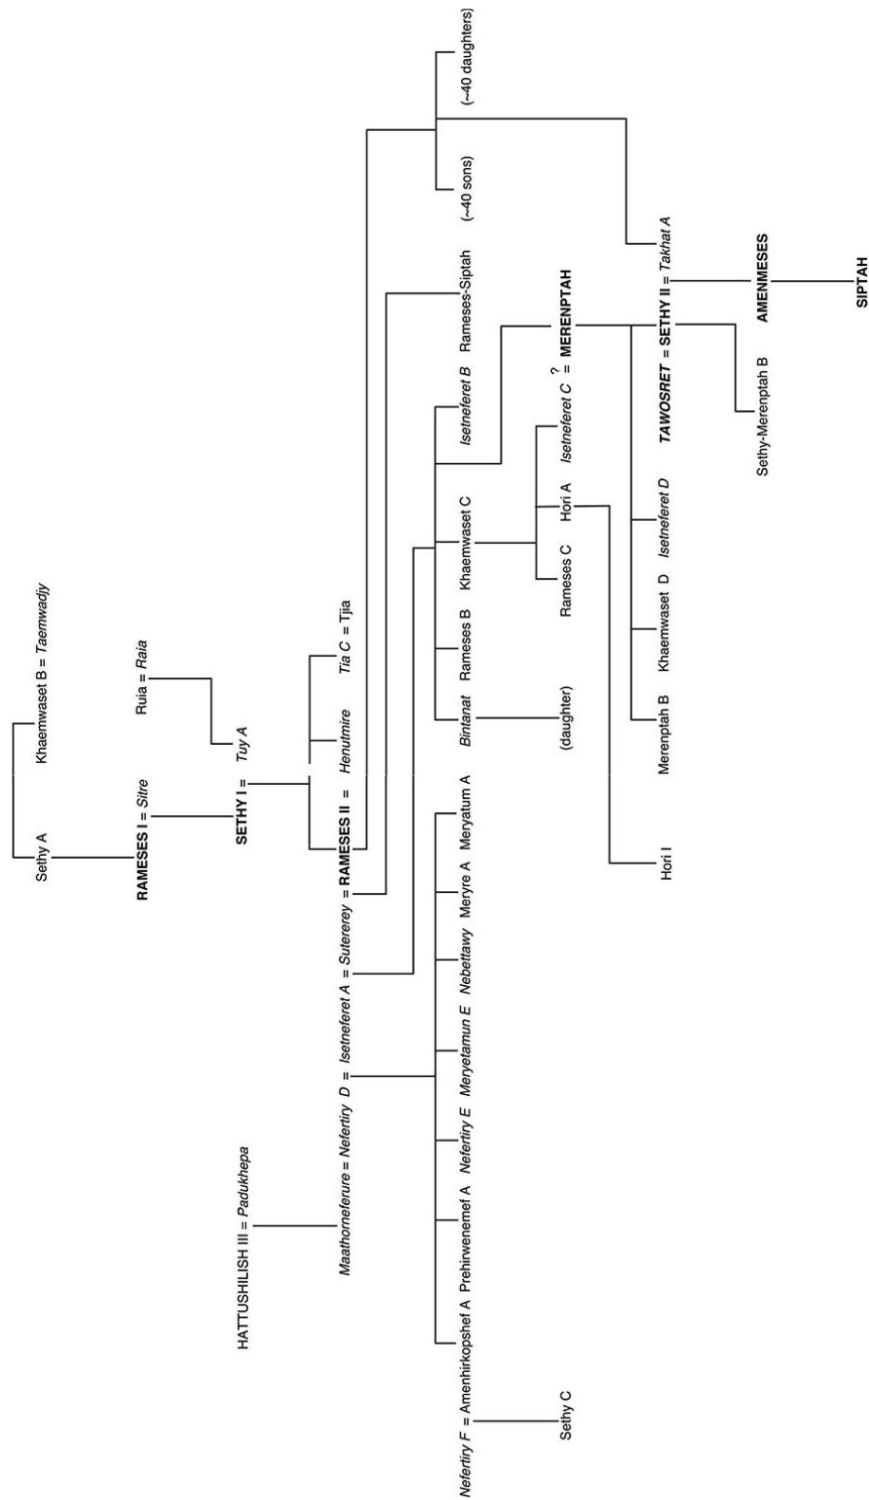 Sethy A Khaemwaset B = Taemwadjy
RAMESES I = Sitre Ruia = Raia
HATTUSHILISH III = Padukhepa SETHY I = Tuy A
Maathorneferure = Nefertiry D = Isetneferet A = Sutererey = RAMESES II = Henutmire Tia C = Tjia
Nefertiry F = Amenhirkopshef A Prehirwenemef A Nefertiry E Meryetamun E Nebettawy Meryre A Meryatum A Bintanat Rameses B Khaemwaset C Isetneferet B Rameses-Siptah (~40 sons) (~40 daughters)
Sethy C (daughter) Rameses C Hori A Isetneferet C ?= MERENPTAH
Hori I Merenptah B Khaemwaset D Isetneferet D TAWOSRET = SETHY II = Takhat A
Sethy-Merenptah B AMENMESES
SIPTAH